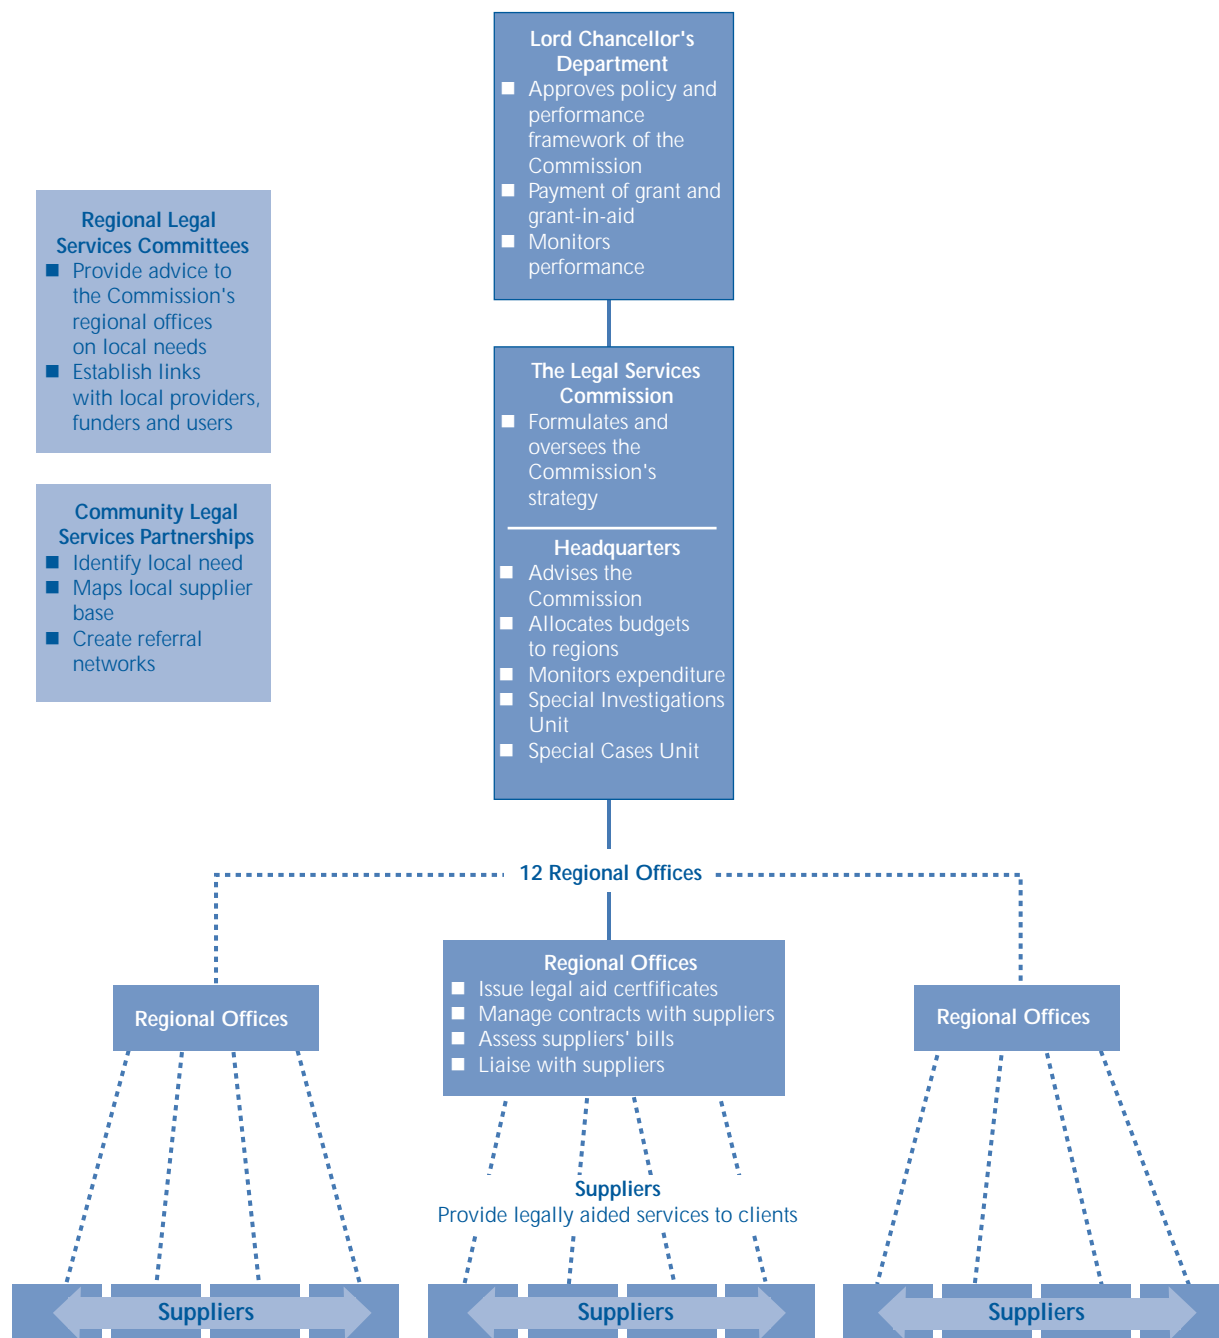 Lord Chancellor's
Department
Approves policy and
performance
framework of the
Commission
Payment of grant and
grant-in-aid
Monitors
performance
Regional Legal
Services Committees
Provide advice to
the Commission's
regional offices
on local needs
Establish links
with local providers,
funders and users
Community Legal
Services Partnerships
Identify local need
Maps local supplier
base
Create referral
networks
The Legal Services
Commission
Formulates and
oversees the
Commission's
strategy
Headquarters
Advises the
Commission
Allocates budgets
to regions
Monitors expenditure
Special Investigations
Unit
Special Cases Unit
12 Regional Offices
Regional Offices
Regional Offices
Issue legal aid certfificates
Manage contracts with suppliers
Assess suppliers' bills
Liaise with suppliers
Regional Offices
Suppliers
Provide legally aided services to clients
Suppliers
Suppliers
Suppliers